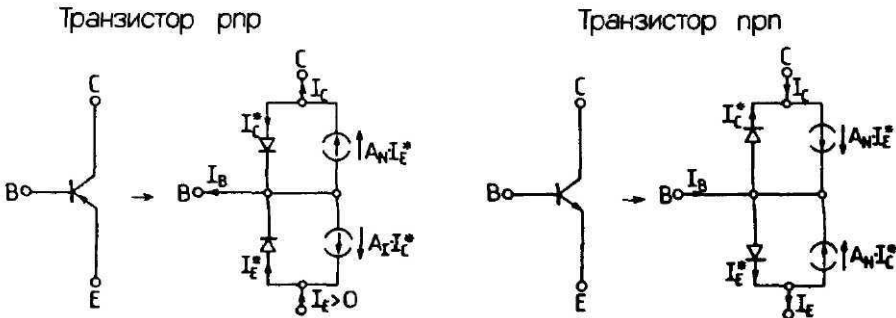 Транзистор pnp
Транзистор npn
C
B
E
C
I_C
I_C*
A_N·I_E*
I_B
B
I_E*
A_I·I_C*
I_E>0
C
B
E
C
I_C
I_C*
A_N·I_E*
I_B
B
I_E*
A_N·I_C*
I_E